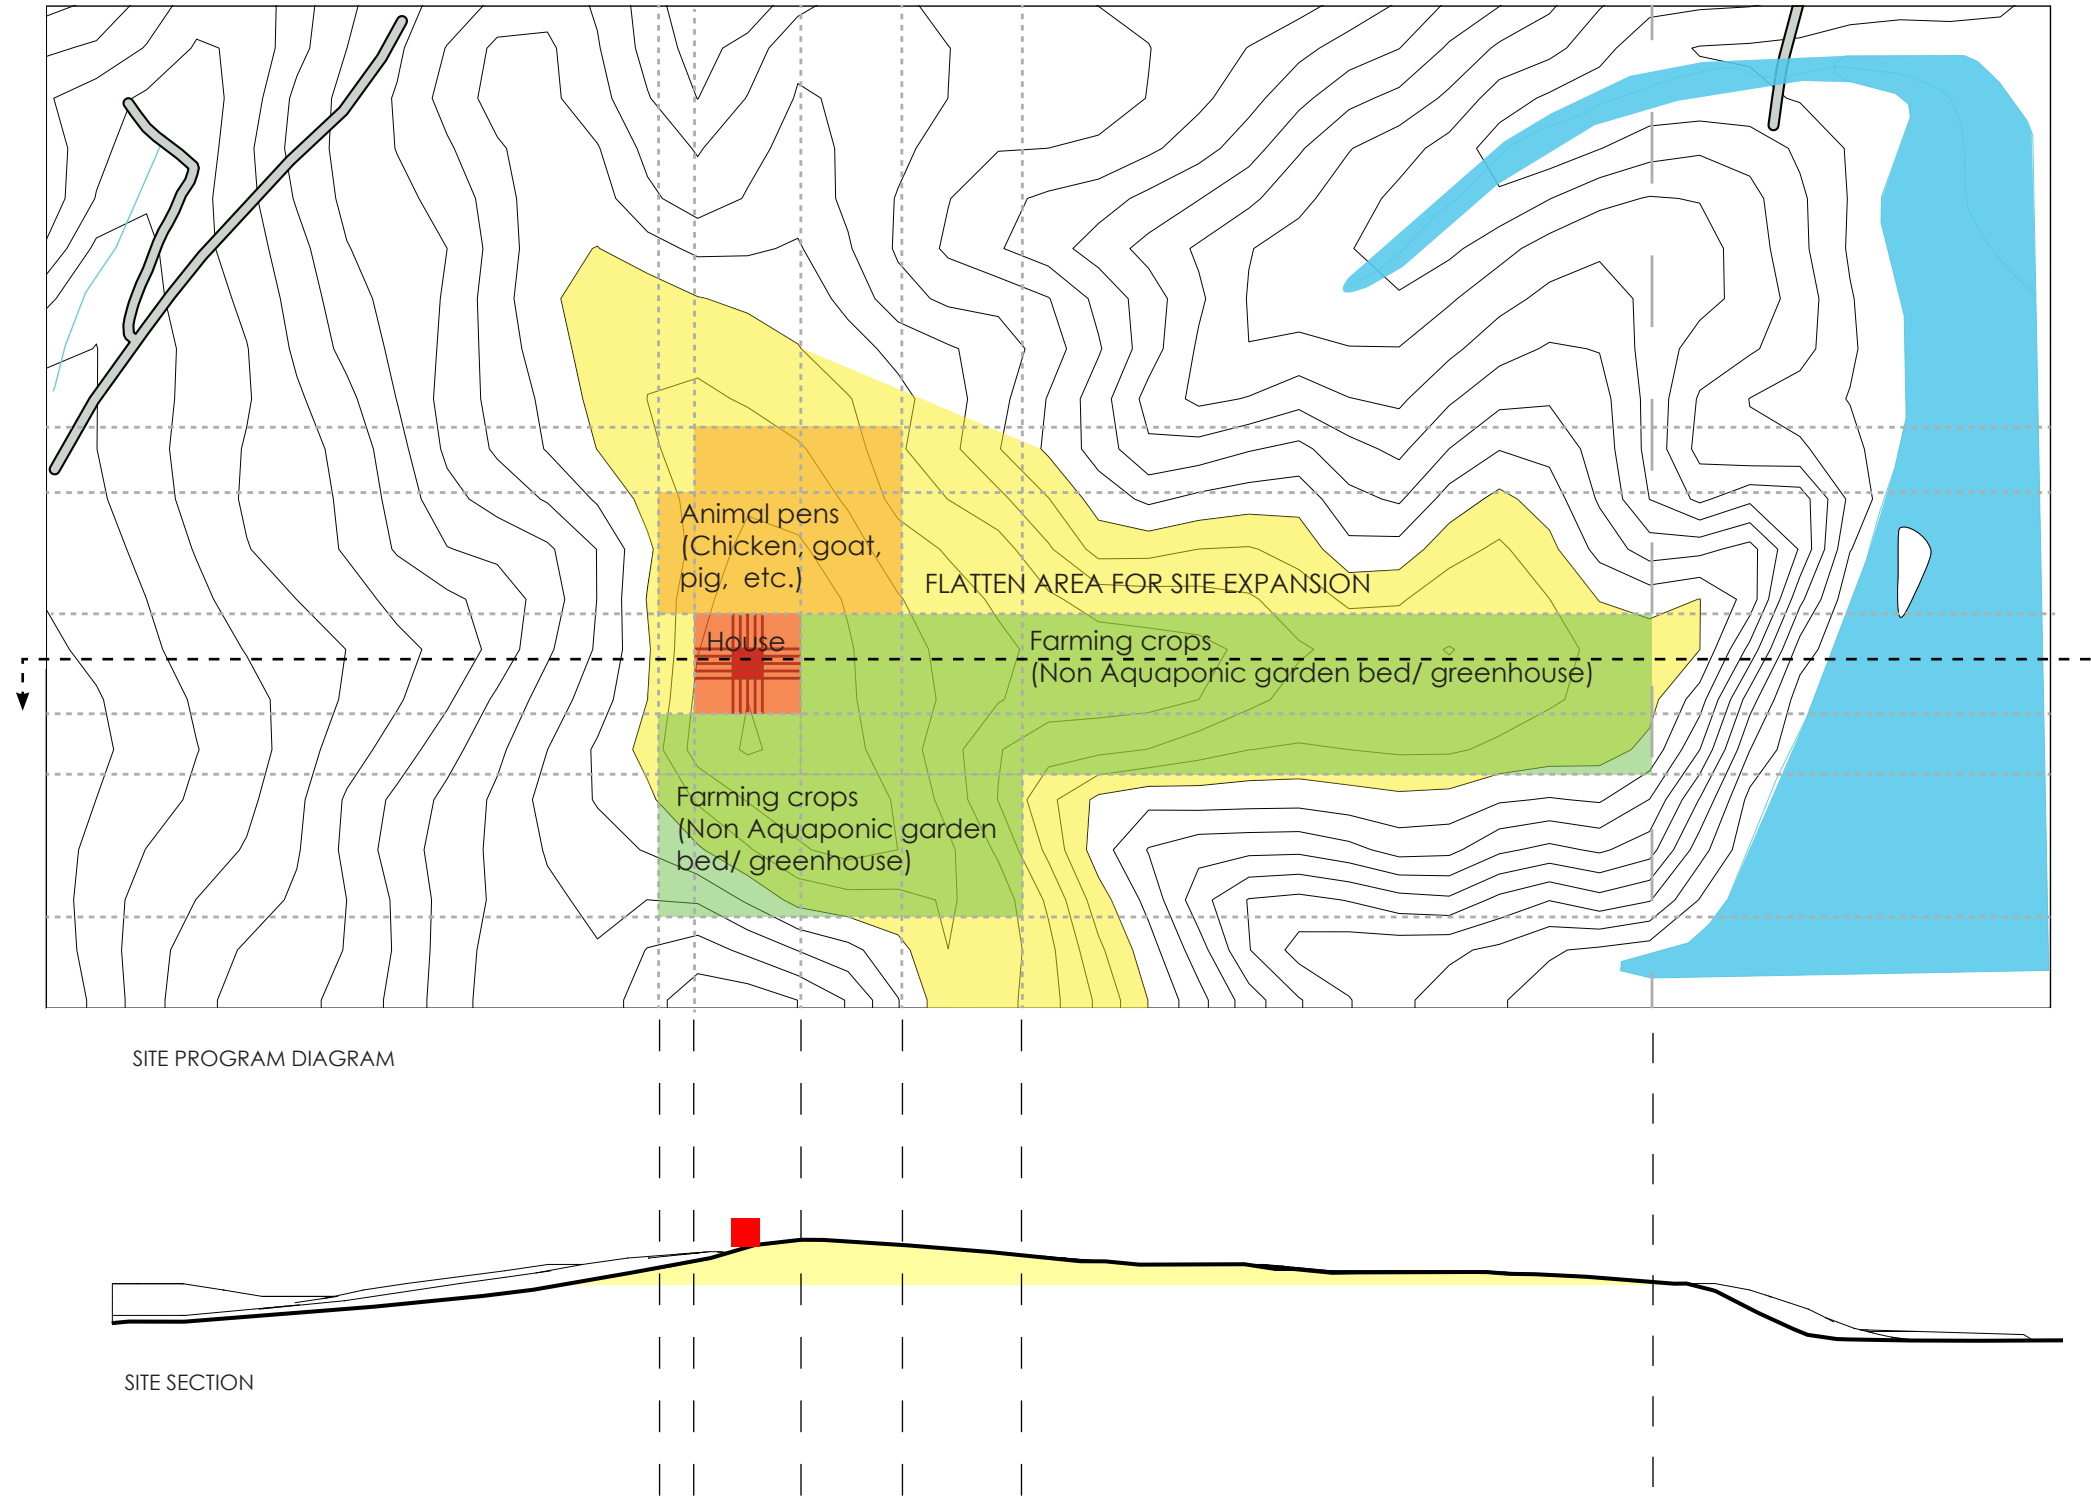 Animal pens
(Chicken, goat,
pig, etc.)
FLATTEN AREA FOR SITE EXPANSION
House
Farming crops
(Non Aquaponic garden bed/ greenhouse)
Farming crops
(Non Aquaponic garden
bed/ greenhouse)
SITE PROGRAM DIAGRAM
SITE SECTION